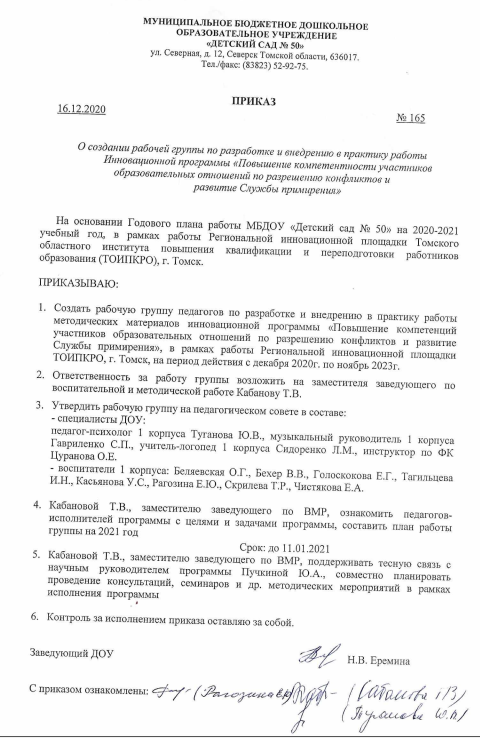 МУНИЦИПАЛЬНОЕ БЮДЖЕТНОЕ ДОШКОЛЬНОЕ
ОБРАЗОВАТЕЛЬНОЕ УЧРЕЖДЕНИЕ
«ДЕТСКИЙ САД № 50»
ул. Северная, д. 12, Северск Томской области, 636017.
Тел./факс: (83823) 52-92-75.
ПРИКАЗ
16.12.2020
№ 165
О создании рабочей группы по разработке и внедрению в практику работы
Инновационной программы «Повышение компетентности участников
образовательных отношений по разрешению конфликтов и
развитие Службы примирения»
На основании Годового плана работы МБДОУ «Детский сад № 50» на 2020-2021
учебный год, в рамках работы Региональной инновационной площадки Томского
областного института повышения квалификации и переподготовки работников
образования (ТОИПКРО), г. Томск.
ПРИКАЗЫВАЮ:
1. Создать рабочую группу педагогов по разработке и внедрению в практику работы
методических материалов инновационной программы «Повышение компетенций
участников образовательных отношений по разрешению конфликтов и развитие
Службы примирения», в рамках работы Региональной инновационной площадки
ТОИПКРО, г. Томск, на период действия с декабря 2020г. по ноябрь 2023г.
2. Ответственность за работу группы возложить на заместителя заведующего по
воспитательной и методической работе Кабанову Т.В.
3. Утвердить рабочую группу на педагогическом совете в составе:
- специалисты ДОУ:
педагог-психолог 1 корпуса Туганова Ю.В., музыкальный руководитель 1 корпуса
Гавриленко С.П., учитель-логопед 1 корпуса Сидоренко Л.М., инструктор по ФК
Цуранова О.Е.
- воспитатели 1 корпуса: Беляевская О.Г., Бехер В.В., Голоскокова Е.Г., Тагильцева
И.Н., Касьянова У.С., Рагозина Е.Ю., Скрилева Т.Р., Чистякова Е.А.
4. Кабановой Т.В., заместителю заведующего по ВМР, ознакомить педагогов-
исполнителей программы с целями и задачами программы, составить план работы
группы на 2021 год
Срок: до 11.01.2021
5. Кабановой Т.В., заместителю заведующего по ВМР, поддерживать тесную связь с
научным руководителем программы Пучкиной Ю.А., совместно планировать
проведение консультаций, семинаров и др. методических мероприятий в рамках
исполнения программы
6. Контроль за исполнением приказа оставляю за собой.
Заведующий ДОУ Н.В. Еремина
С приказом ознакомлены: